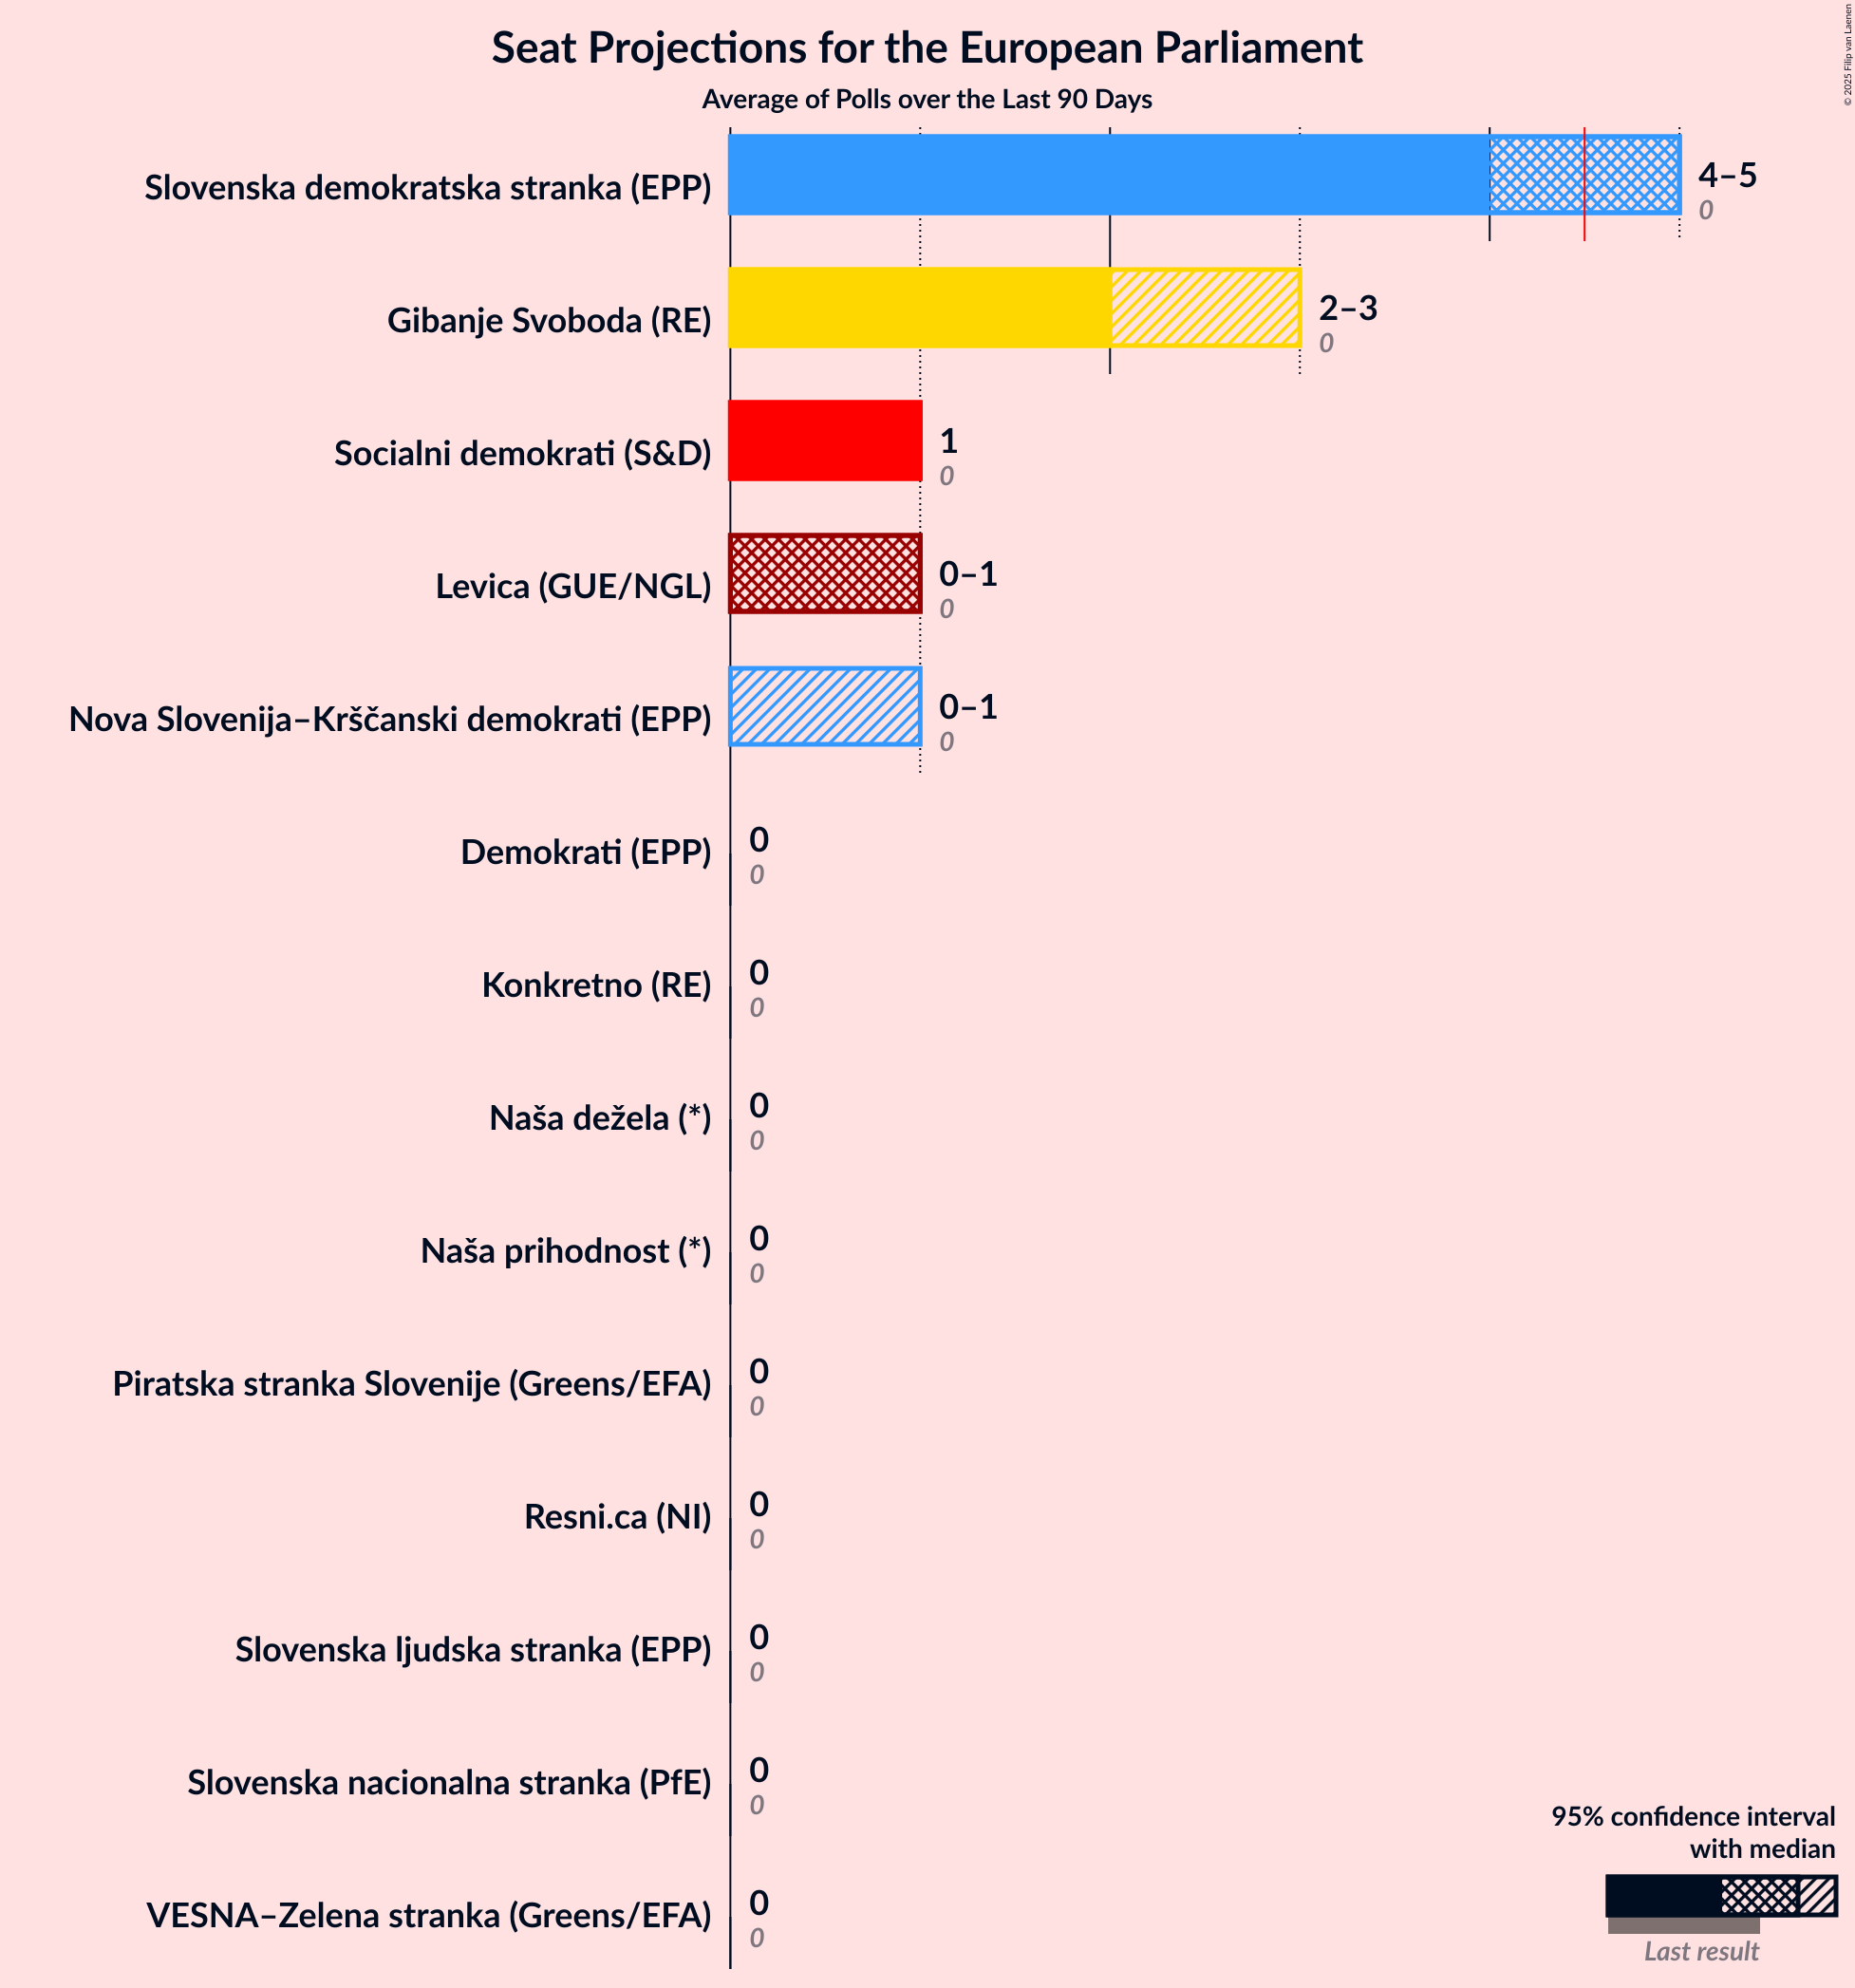 Seat Projections for the European Parliament
Average of Polls over the Last 90 Days
© 2025 Filip van Laenen
Slovenska demokratska stranka (EPP)
4–5
0
Gibanje Svoboda (RE)
2–3
0
Socialni demokrati (S&D)
1
0
Levica (GUE/NGL)
0–1
0
Nova Slovenija–Krščanski demokrati (EPP)
0–1
0
Demokrati (EPP)
0
0
Konkretno (RE)
0
0
Naša dežela (*)
0
0
Naša prihodnost (*)
0
0
Piratska stranka Slovenije (Greens/EFA)
0
0
Resni.ca (NI)
0
0
Slovenska ljudska stranka (EPP)
0
0
Slovenska nacionalna stranka (PfE)
0
0
VESNA–Zelena stranka (Greens/EFA)
0
0
95% confidence interval
with median
Last result